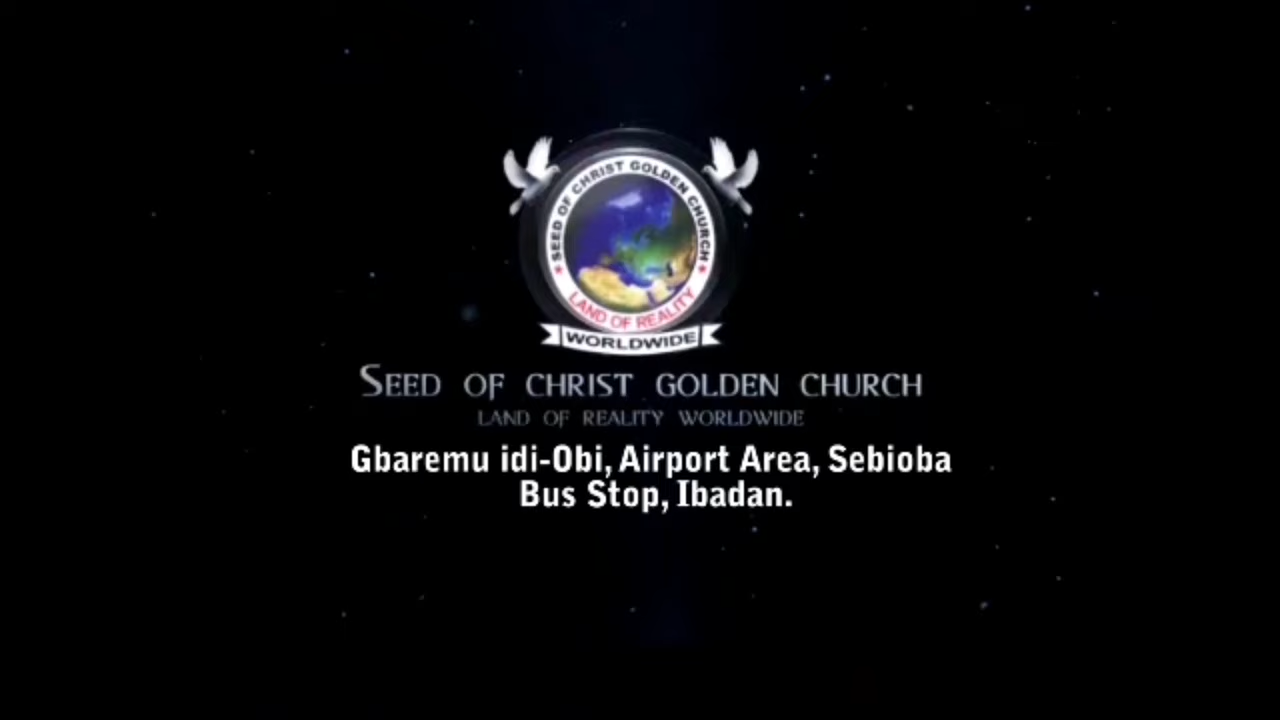 SEED OF CHRIST GOLDEN CHURCH
LAND OF REALITY
WORLDWIDE
SEED OF CHRIST GOLDEN CHURCH
LAND OF REALITY WORLDWIDE
Gbaremu idi-Obi, Airport Area, Sebioba
Bus Stop, Ibadan.